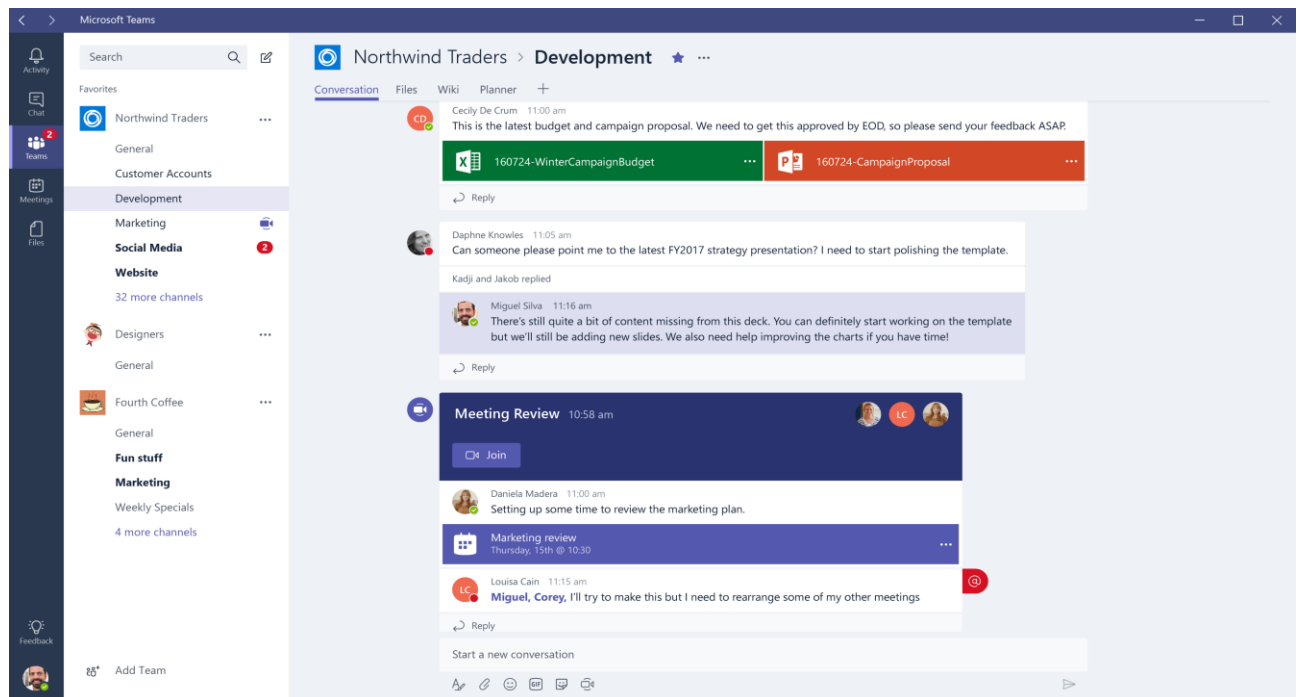 Microsoft Teams
Activity
Chat
2
Teams
Meetings
Files
Feedback
Search
Favorites
Northwind Traders
General
Customer Accounts
Development
Marketing
Social Media 2
Website
32 more channels
Designers
General
Fourth Coffee
General
Fun stuff
Marketing
Weekly Specials
4 more channels
Add Team
Northwind Traders > Development
Conversation Files Wiki Planner
CD
Cecily De Crum 11:00 am
This is the latest budget and campaign proposal. We need to get this approved by EOD, so please send your feedback ASAP.
160724-WinterCampaignBudget
160724-CampaignProposal
Reply
Daphne Knowles 11:05 am
Can someone please point me to the latest FY2017 strategy presentation? I need to start polishing the template.
Kadji and Jakob replied
Miguel Silva 11:16 am
There's still quite a bit of content missing from this deck. You can definitely start working on the template
but we'll still be adding new slides. We also need help improving the charts if you have time!
Reply
Meeting Review 10:58 am
LC
Join
Daniela Madera 11:00 am
Setting up some time to review the marketing plan.
Marketing review
Thursday, 15th @ 10:30
LC
Louisa Cain 11:15 am
Miguel, Corey, I'll try to make this but I need to rearrange some of my other meetings
@
Reply
Start a new conversation
GIF